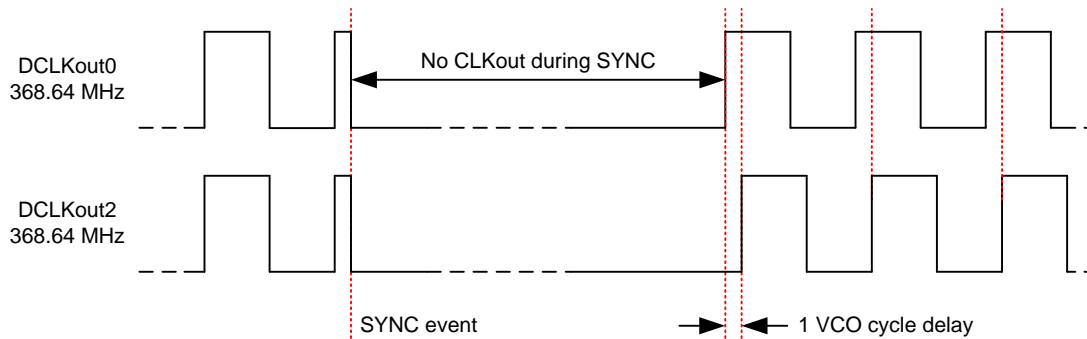 DCLKout0
368.64 MHz
No CLKout during SYNC
DCLKout2
368.64 MHz
SYNC event
1 VCO cycle delay